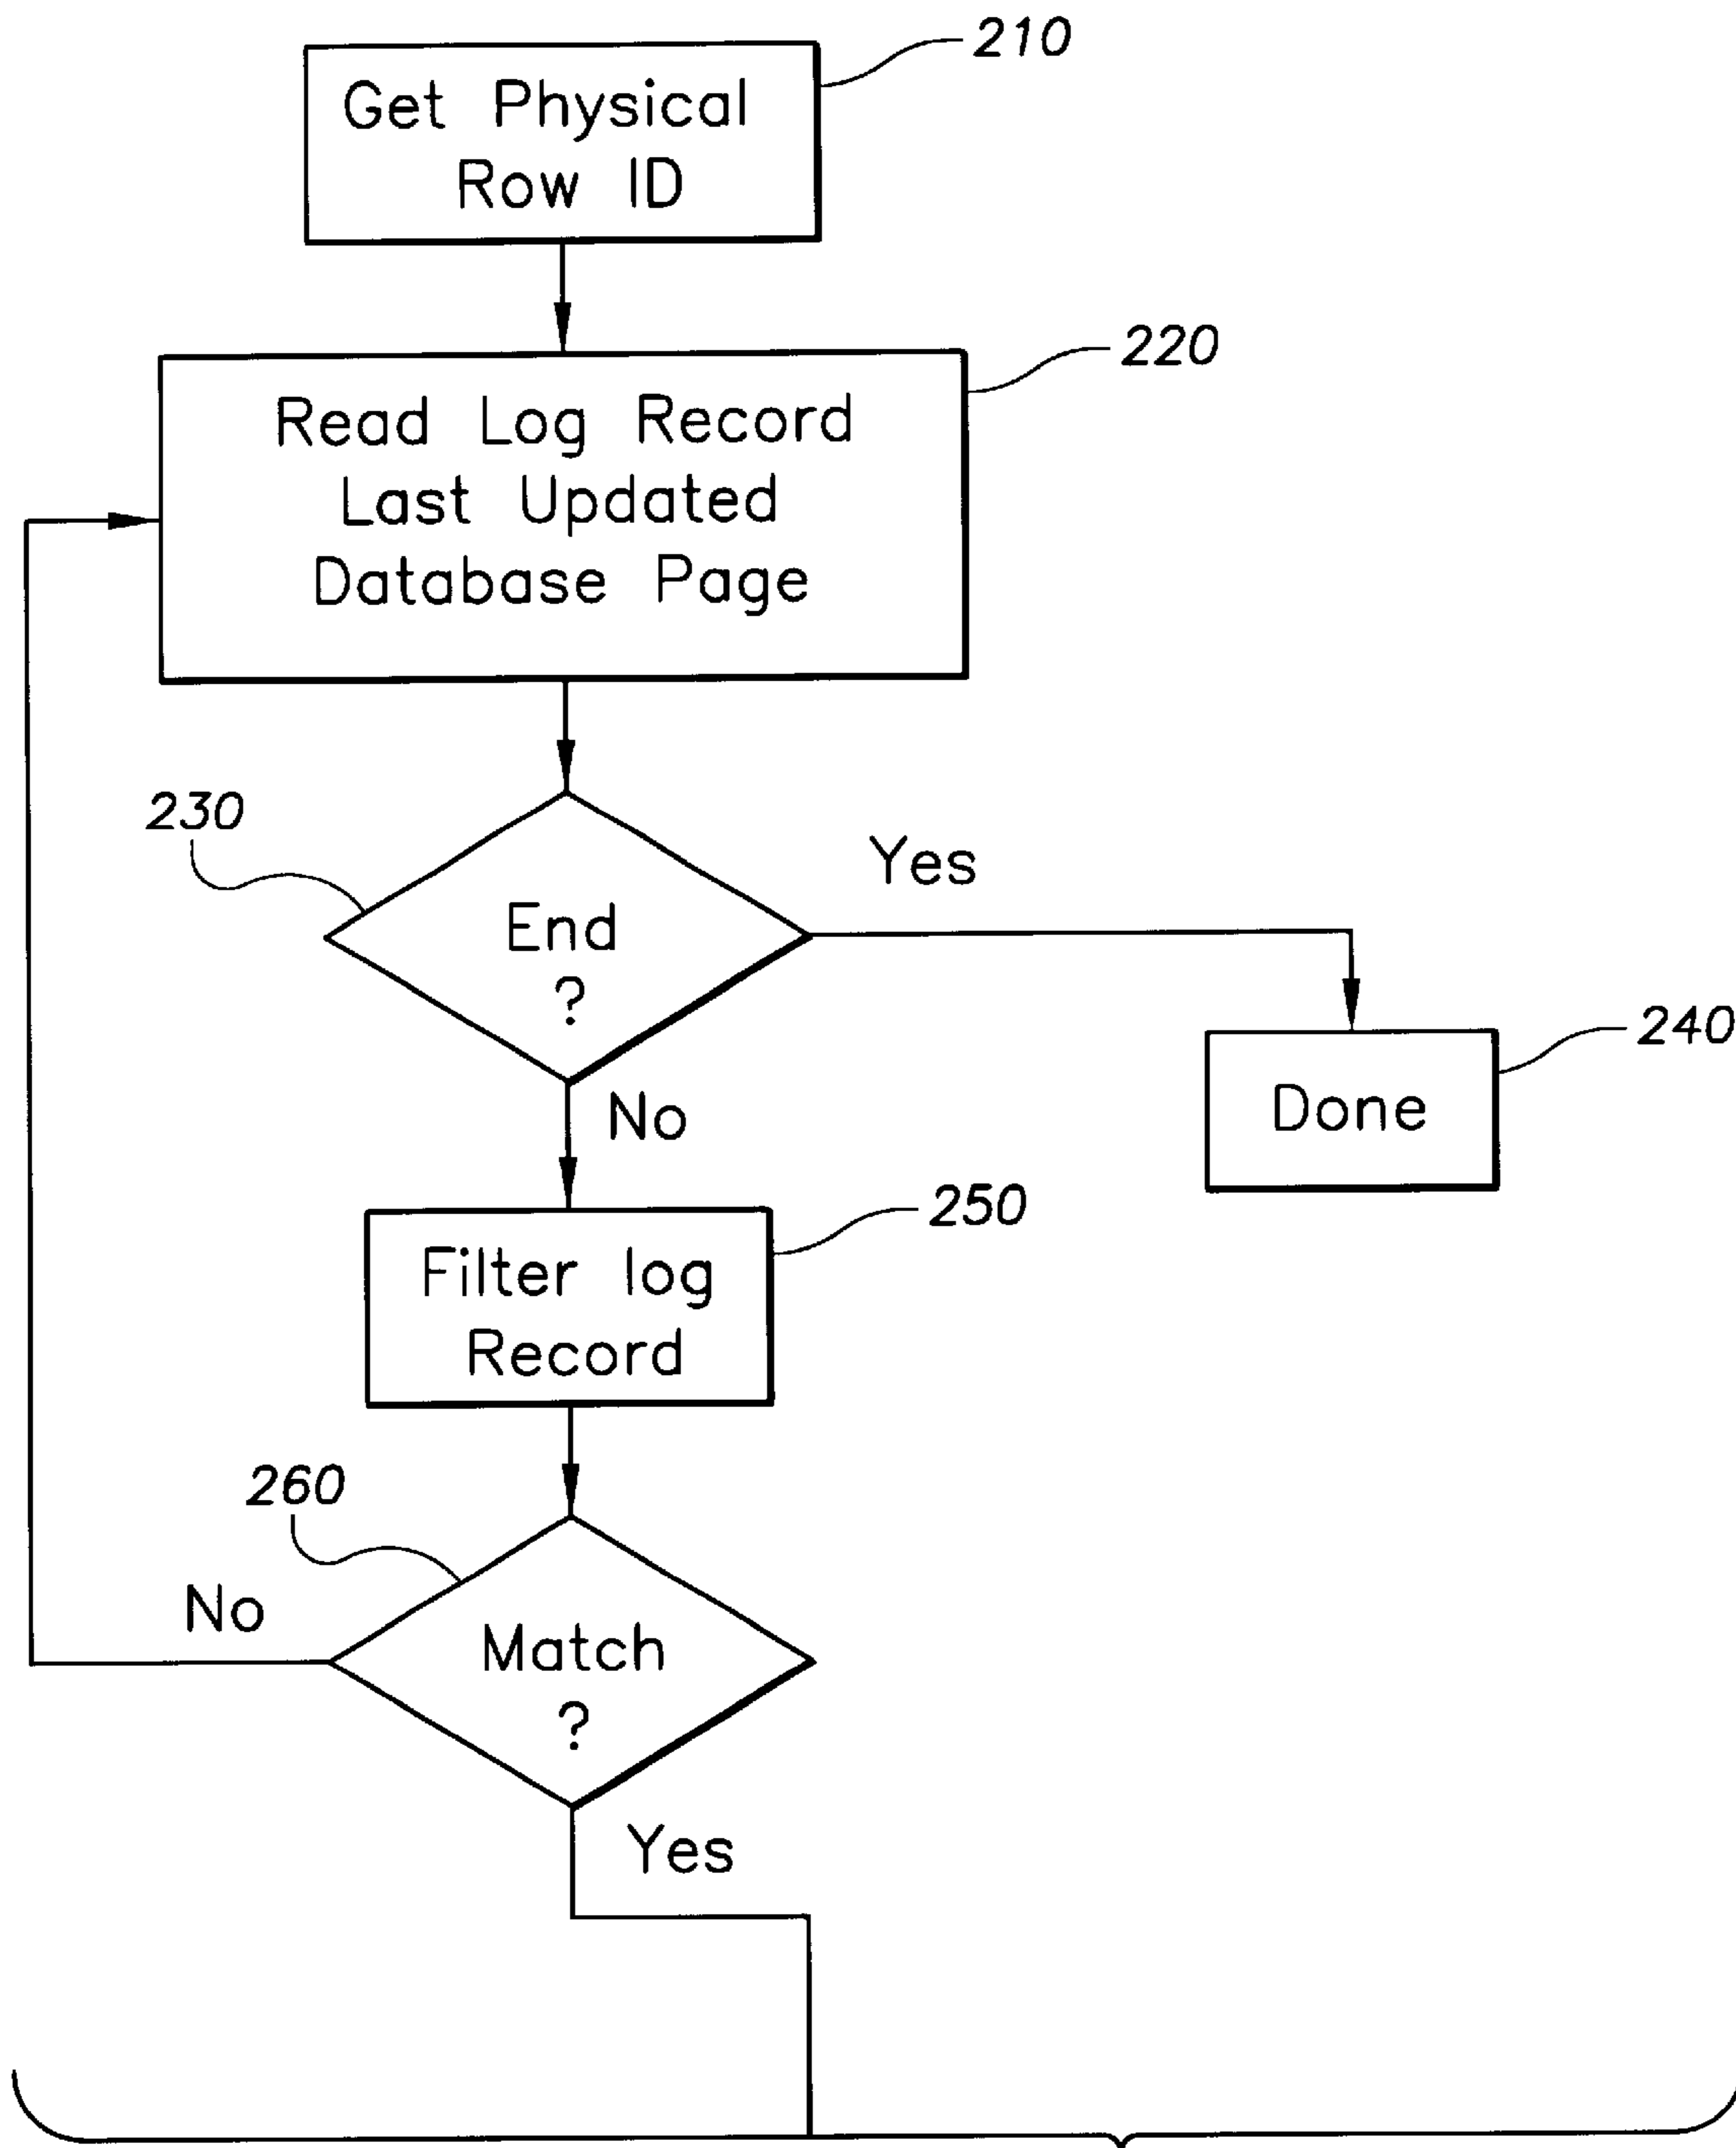 210
Get Physical
Row ID
220
Read Log Record
Last Updated
Database Page
230
Yes
End
?
240
Done
No
250
Filter log
Record
260
No
Match
?
Yes